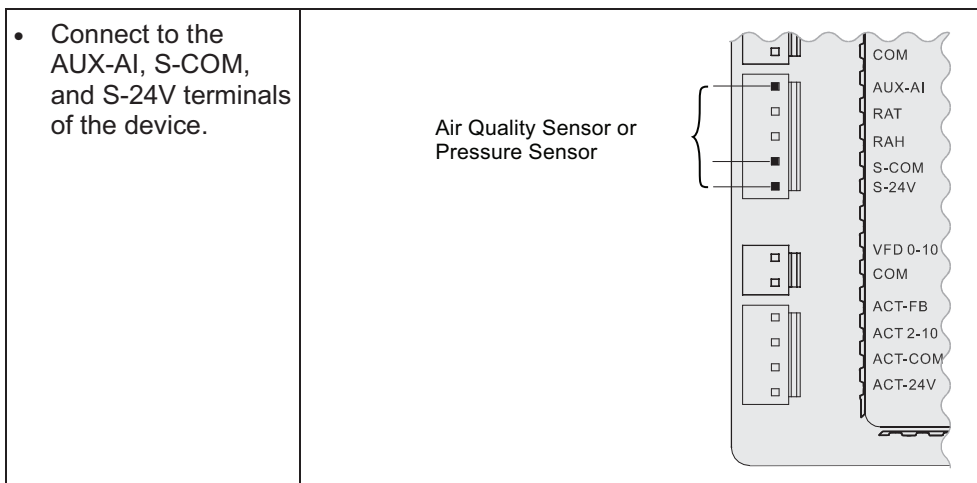 • Connect to the
AUX-AI, S-COM,
and S-24V terminals
of the device.
Air Quality Sensor or
Pressure Sensor
COM
AUX-AI
RAT
RAH
S-COM
S-24V
VFD 0-10
COM
ACT-FB
ACT 2-10
ACT-COM
ACT-24V